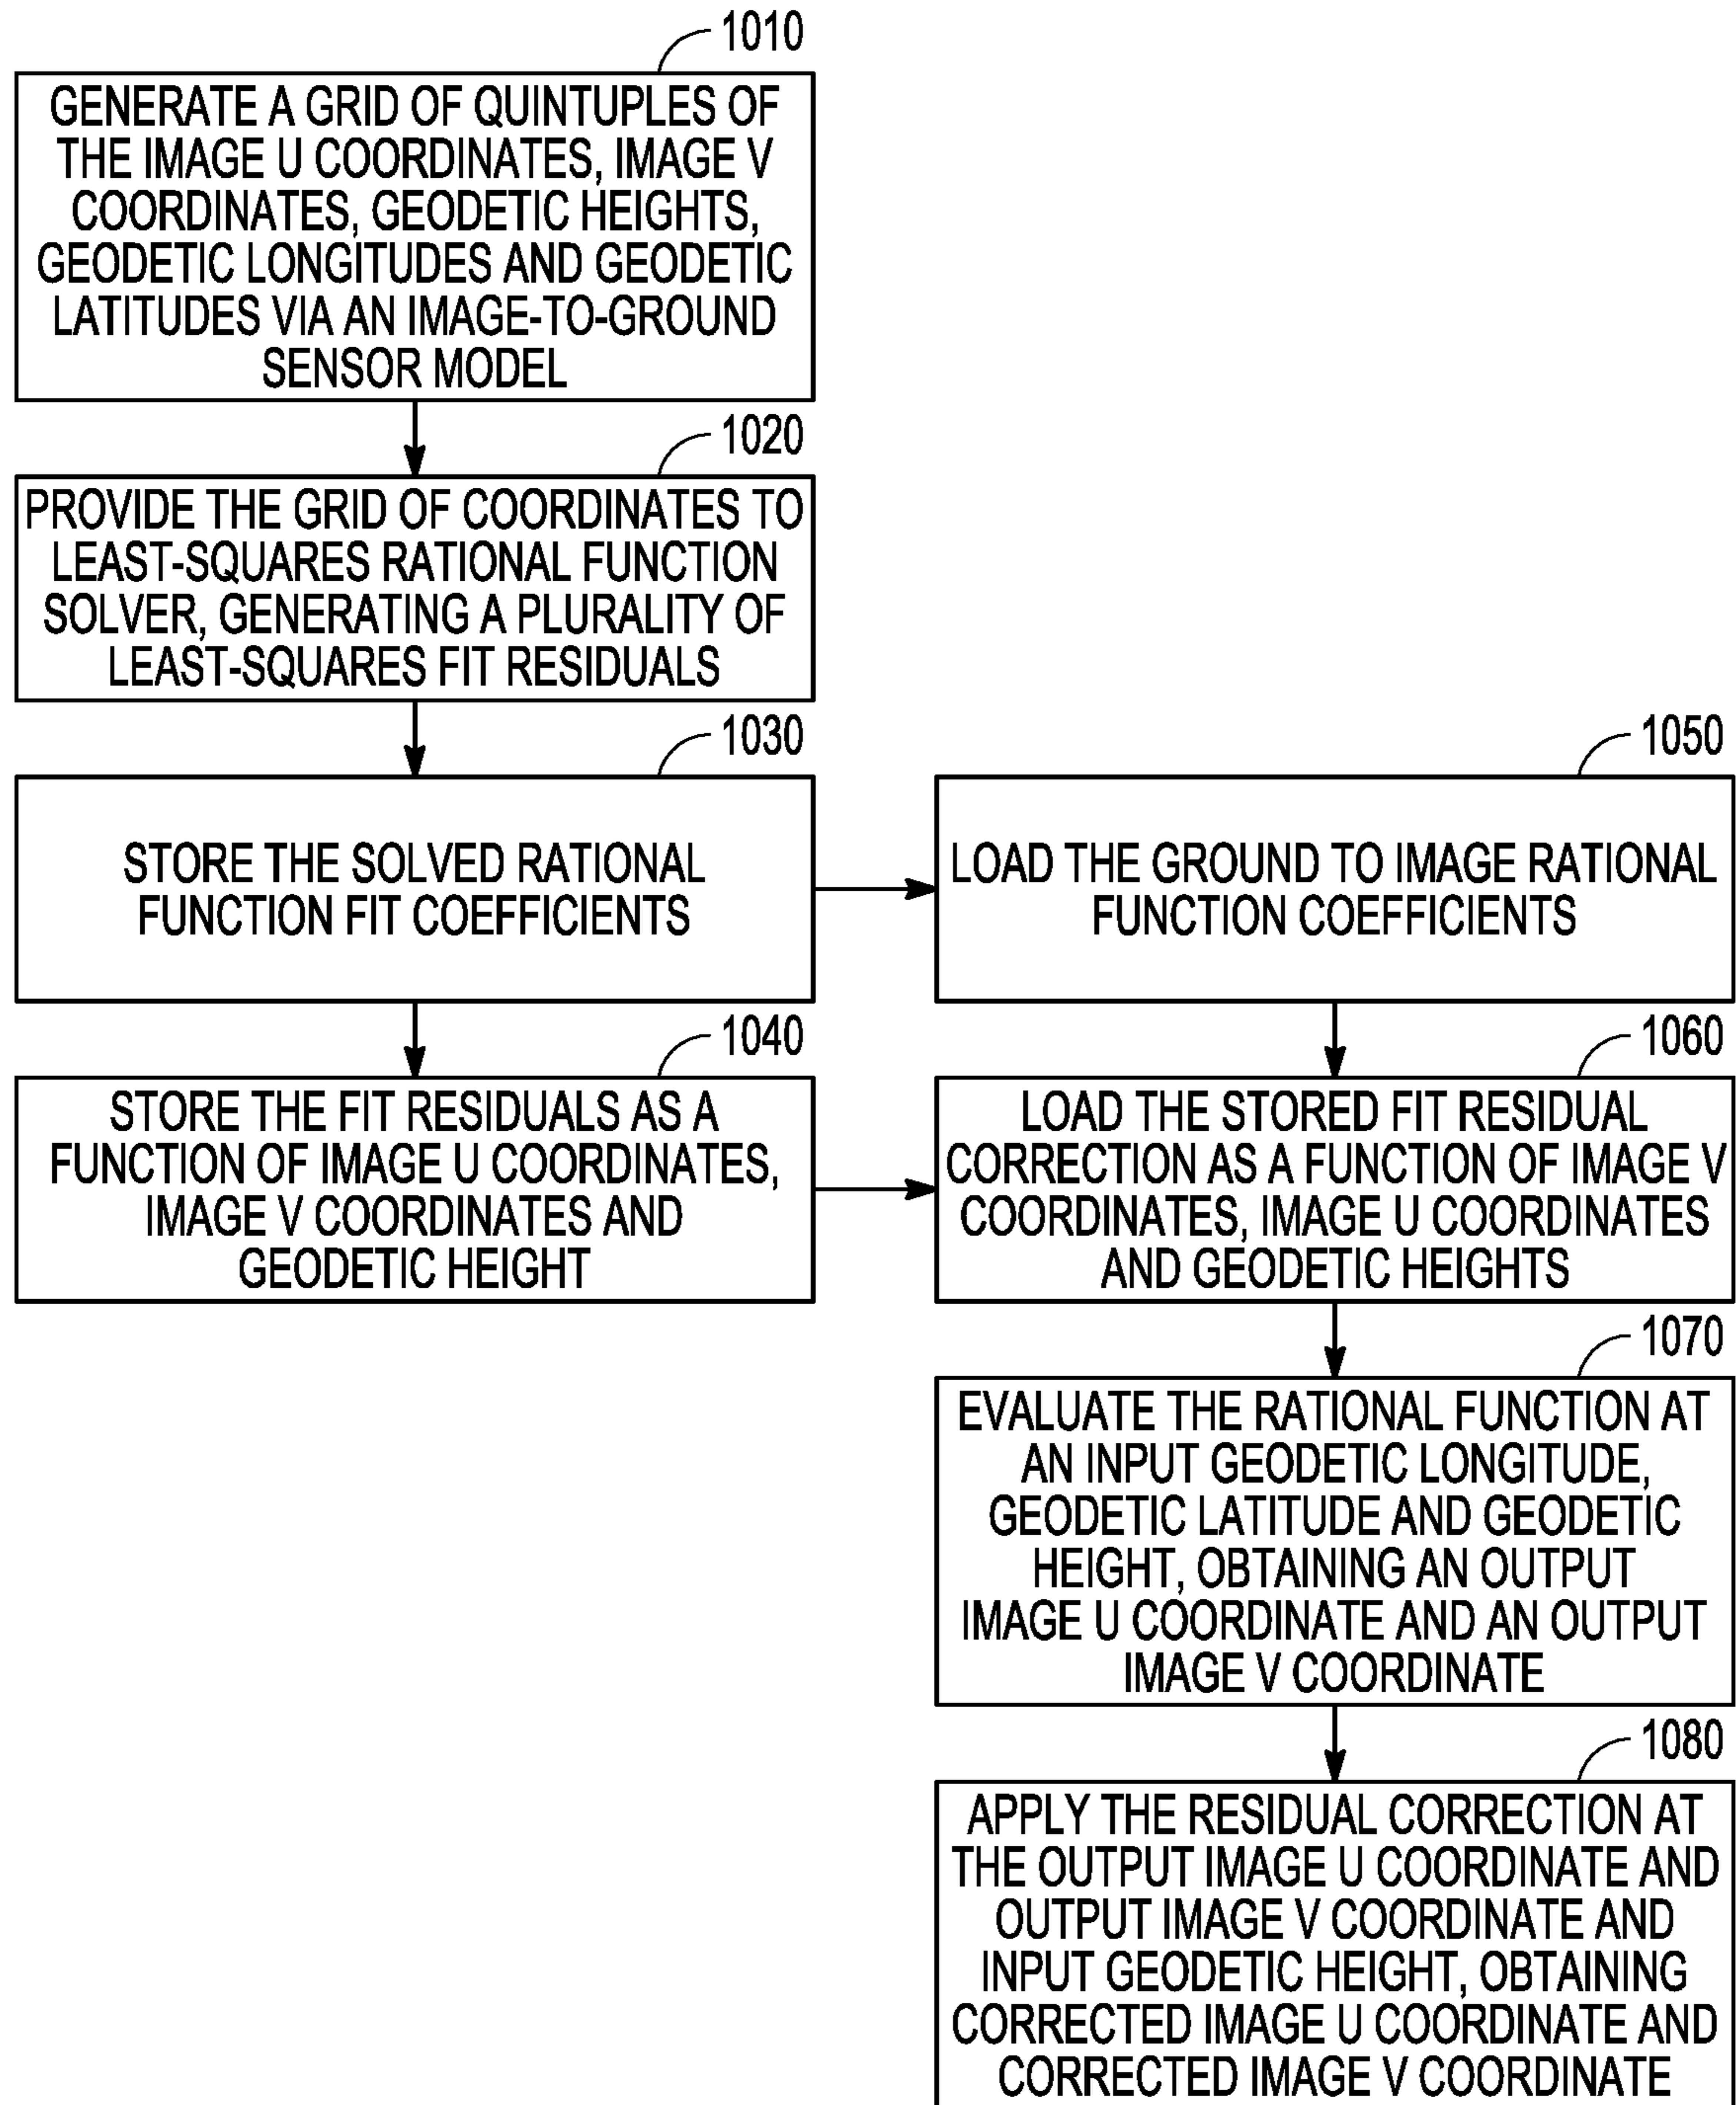 1010
GENERATE A GRID OF QUINTUPLES OF
THE IMAGE U COORDINATES, IMAGE V
COORDINATES, GEODETIC HEIGHTS,
GEODETIC LONGITUDES AND GEODETIC
LATITUDES VIA AN IMAGE-TO-GROUND
SENSOR MODEL
1020
PROVIDE THE GRID OF COORDINATES TO
LEAST-SQUARES RATIONAL FUNCTION
SOLVER, GENERATING A PLURALITY OF
LEAST-SQUARES FIT RESIDUALS
1030
STORE THE SOLVED RATIONAL
FUNCTION FIT COEFFICIENTS
1040
STORE THE FIT RESIDUALS AS A
FUNCTION OF IMAGE U COORDINATES,
IMAGE V COORDINATES AND
GEODETIC HEIGHT
1050
LOAD THE GROUND TO IMAGE RATIONAL
FUNCTION COEFFICIENTS
1060
LOAD THE STORED FIT RESIDUAL
CORRECTION AS A FUNCTION OF IMAGE V
COORDINATES, IMAGE U COORDINATES
AND GEODETIC HEIGHTS
1070
EVALUATE THE RATIONAL FUNCTION AT
AN INPUT GEODETIC LONGITUDE,
GEODETIC LATITUDE AND GEODETIC
HEIGHT, OBTAINING AN OUTPUT
IMAGE U COORDINATE AND AN OUTPUT
IMAGE V COORDINATE
1080
APPLY THE RESIDUAL CORRECTION AT
THE OUTPUT IMAGE U COORDINATE AND
OUTPUT IMAGE V COORDINATE AND
INPUT GEODETIC HEIGHT, OBTAINING
CORRECTED IMAGE U COORDINATE AND
CORRECTED IMAGE V COORDINATE